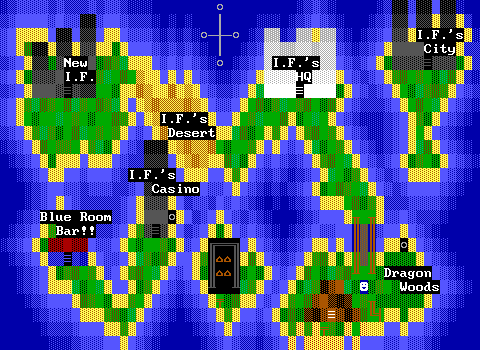 I.F.'s
City
New
I.F.
I.F.'s
HQ
I.F.'s
Desert
I.F.'s
Casino
Blue Room
Bar!!
Dragon
Woods